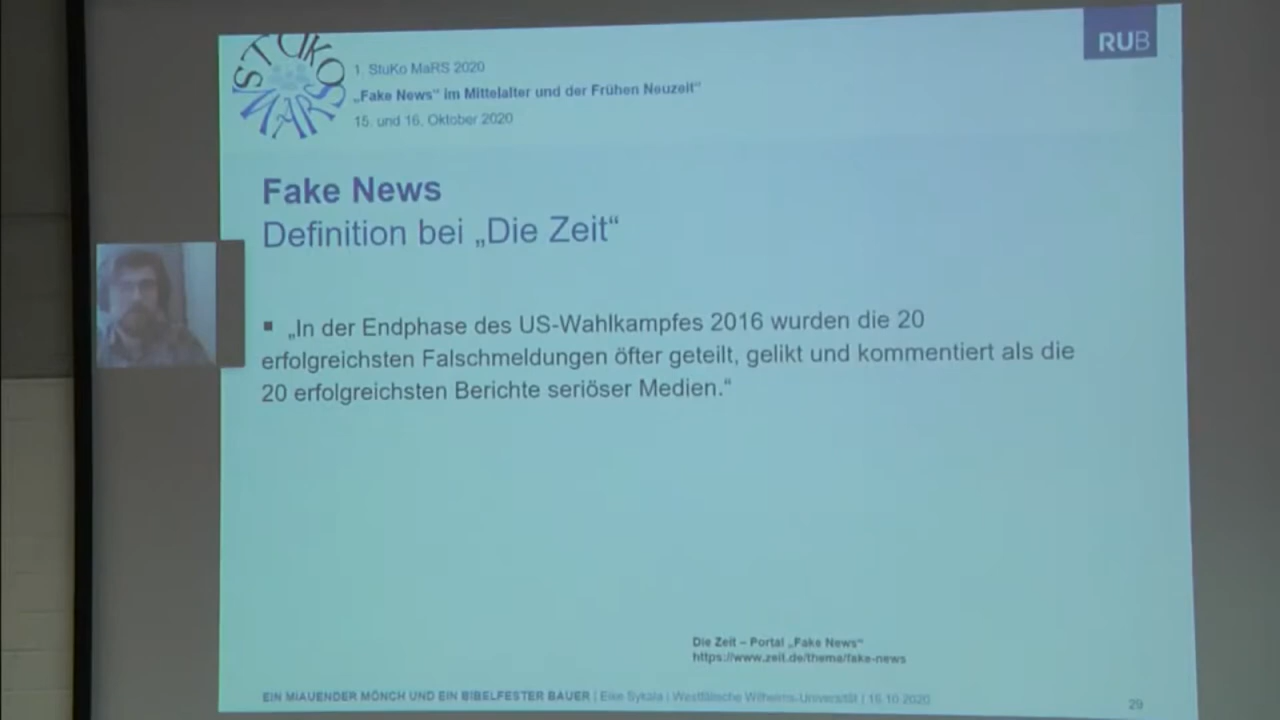 STUKO MARS
1. StuKo MaRS 2020
„Fake News“ im Mittelalter und der Frühen Neuzeit“
15. und 16. Oktober 2020
RUB
Fake News
Definition bei „Die Zeit“
▪ „In der Endphase des US-Wahlkampfes 2016 wurden die 20
erfolgreichsten Falschmeldungen öfter geteilt, gelikt und kommentiert als die
20 erfolgreichsten Berichte seriöser Medien.“
Die Zeit – Portal „Fake News“
https://www.zeit.de/thema/fake-news
EIN MIAUENDER MÖNCH UND EIN BIBELFESTER BAUER | Eike Sykala | Westfälische Wilhelms-Universität | 15.10.2020
29